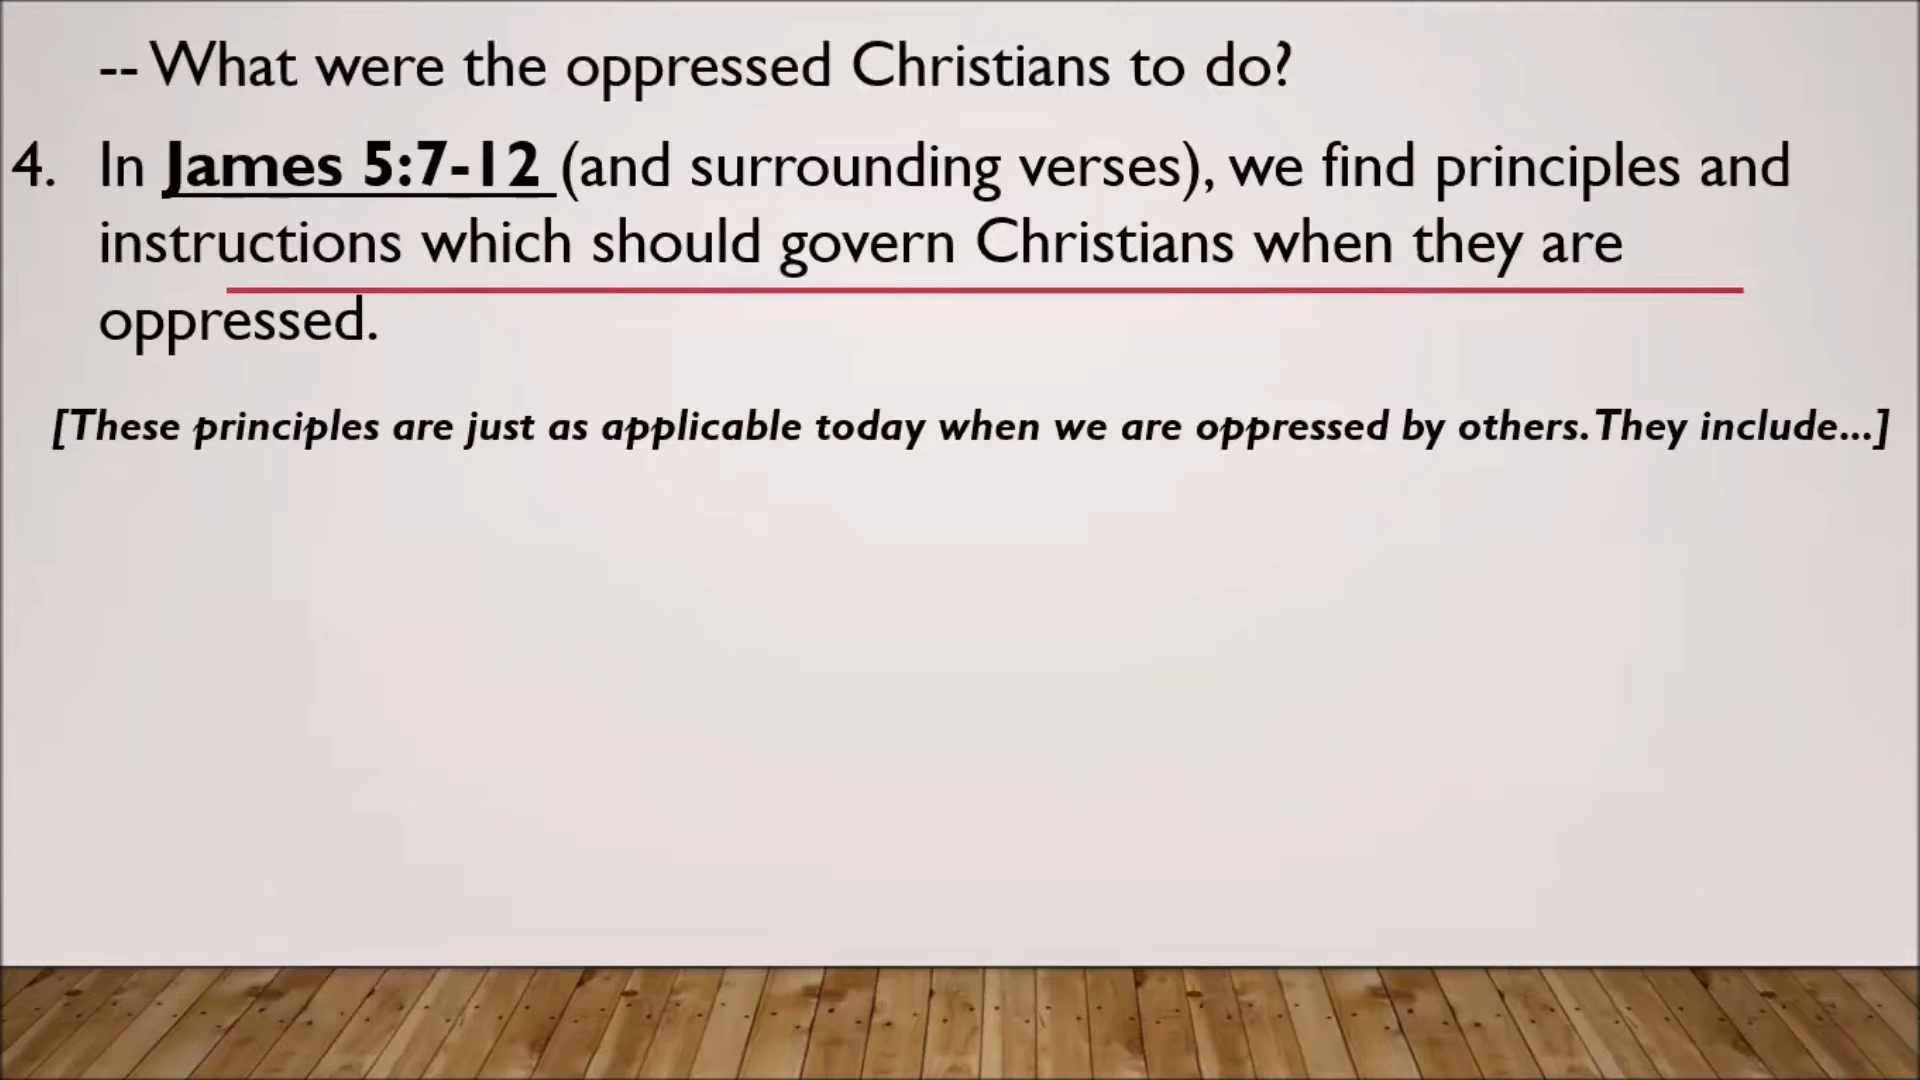 -- What were the oppressed Christians to do?
4. In James 5:7-12 (and surrounding verses), we find principles and
instructions which should govern Christians when they are
oppressed.
[These principles are just as applicable today when we are oppressed by others. They include...]